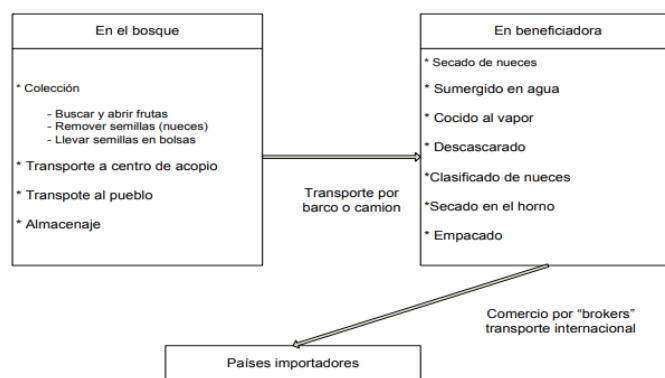 En el bosque
* Colección
- Buscar y abrir frutas
- Remover semillas (nueces)
- Llevar semillas en bolsas
* Transporte a centro de acopio
* Transpote al pueblo
* Almacenaje
Transporte por
barco o camion
En beneficiadora
* Secado de nueces
* Sumergido en agua
* Cocido al vapor
* Descascarado
*Clasificado de nueces
*Secado en el horno
* Empacado
Comercio por “brokers”
transporte internacional
Países importadores